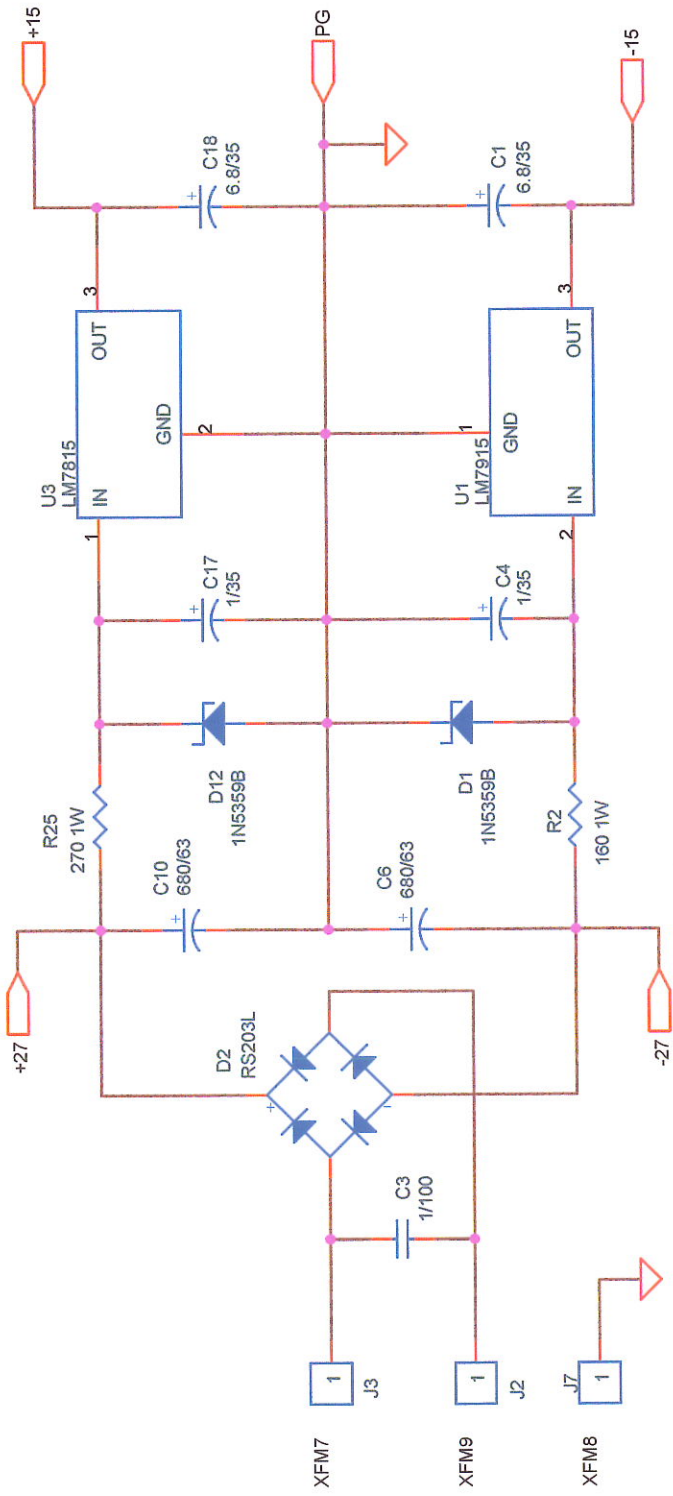 +27
+15
U3
LM7815
IN
OUT
GND
1
3
2
R25
270 1W
C10
680/63
D12
1N5359B
C17
1/35
+
C18
6.8/35
+
+
D2
RS203L
+
-
PG
C6
680/63
+
D1
1N5359B
C4
1/35
+
C1
6.8/35
+
R2
160 1W
U1
LM7915
GND
IN
OUT
1
2
3
-27
-15
XFM7
1
J3
C3
1/100
XFM9
1
J2
XFM8
1
J7